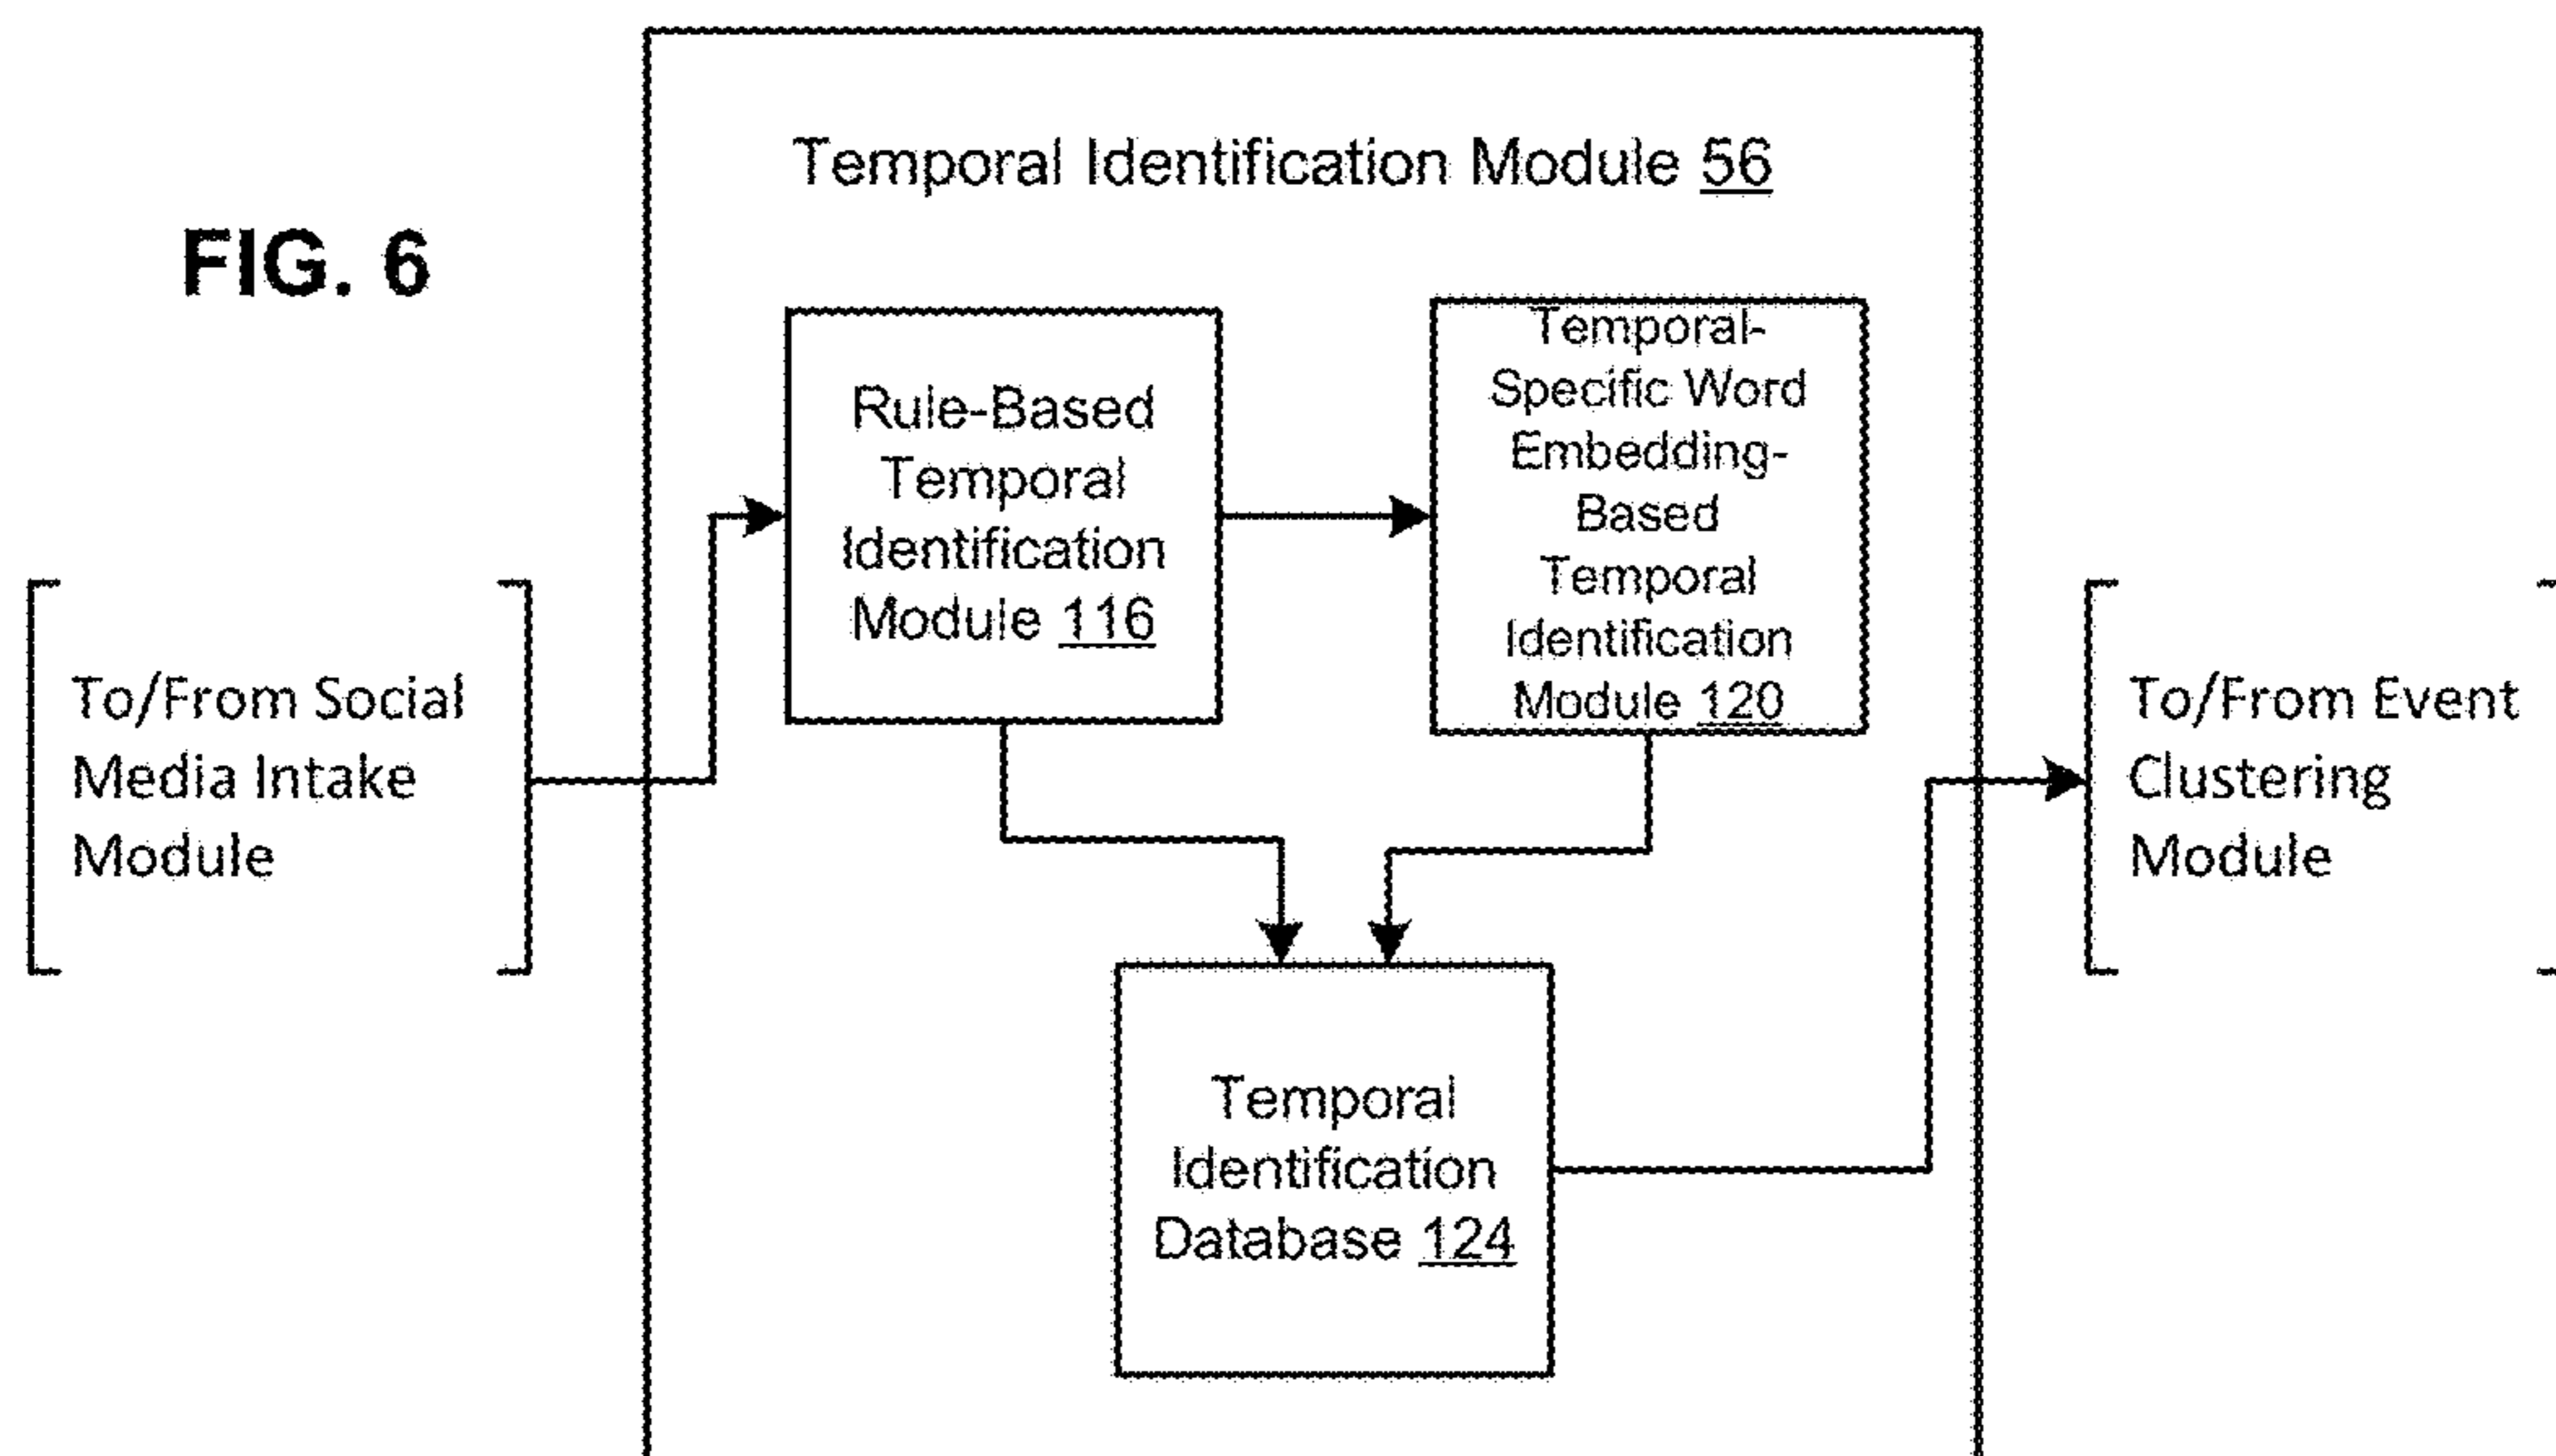 FIG. 6
Temporal Identification Module 56
Rule-Based
Temporal
Identification
Module 116
Temporal-
Specific Word
Embedding-
Based
Temporal
Identification
Module 120
To/From Social
Media Intake
Module
To/From Event
Clustering
Module
Temporal
Identification
Database 124